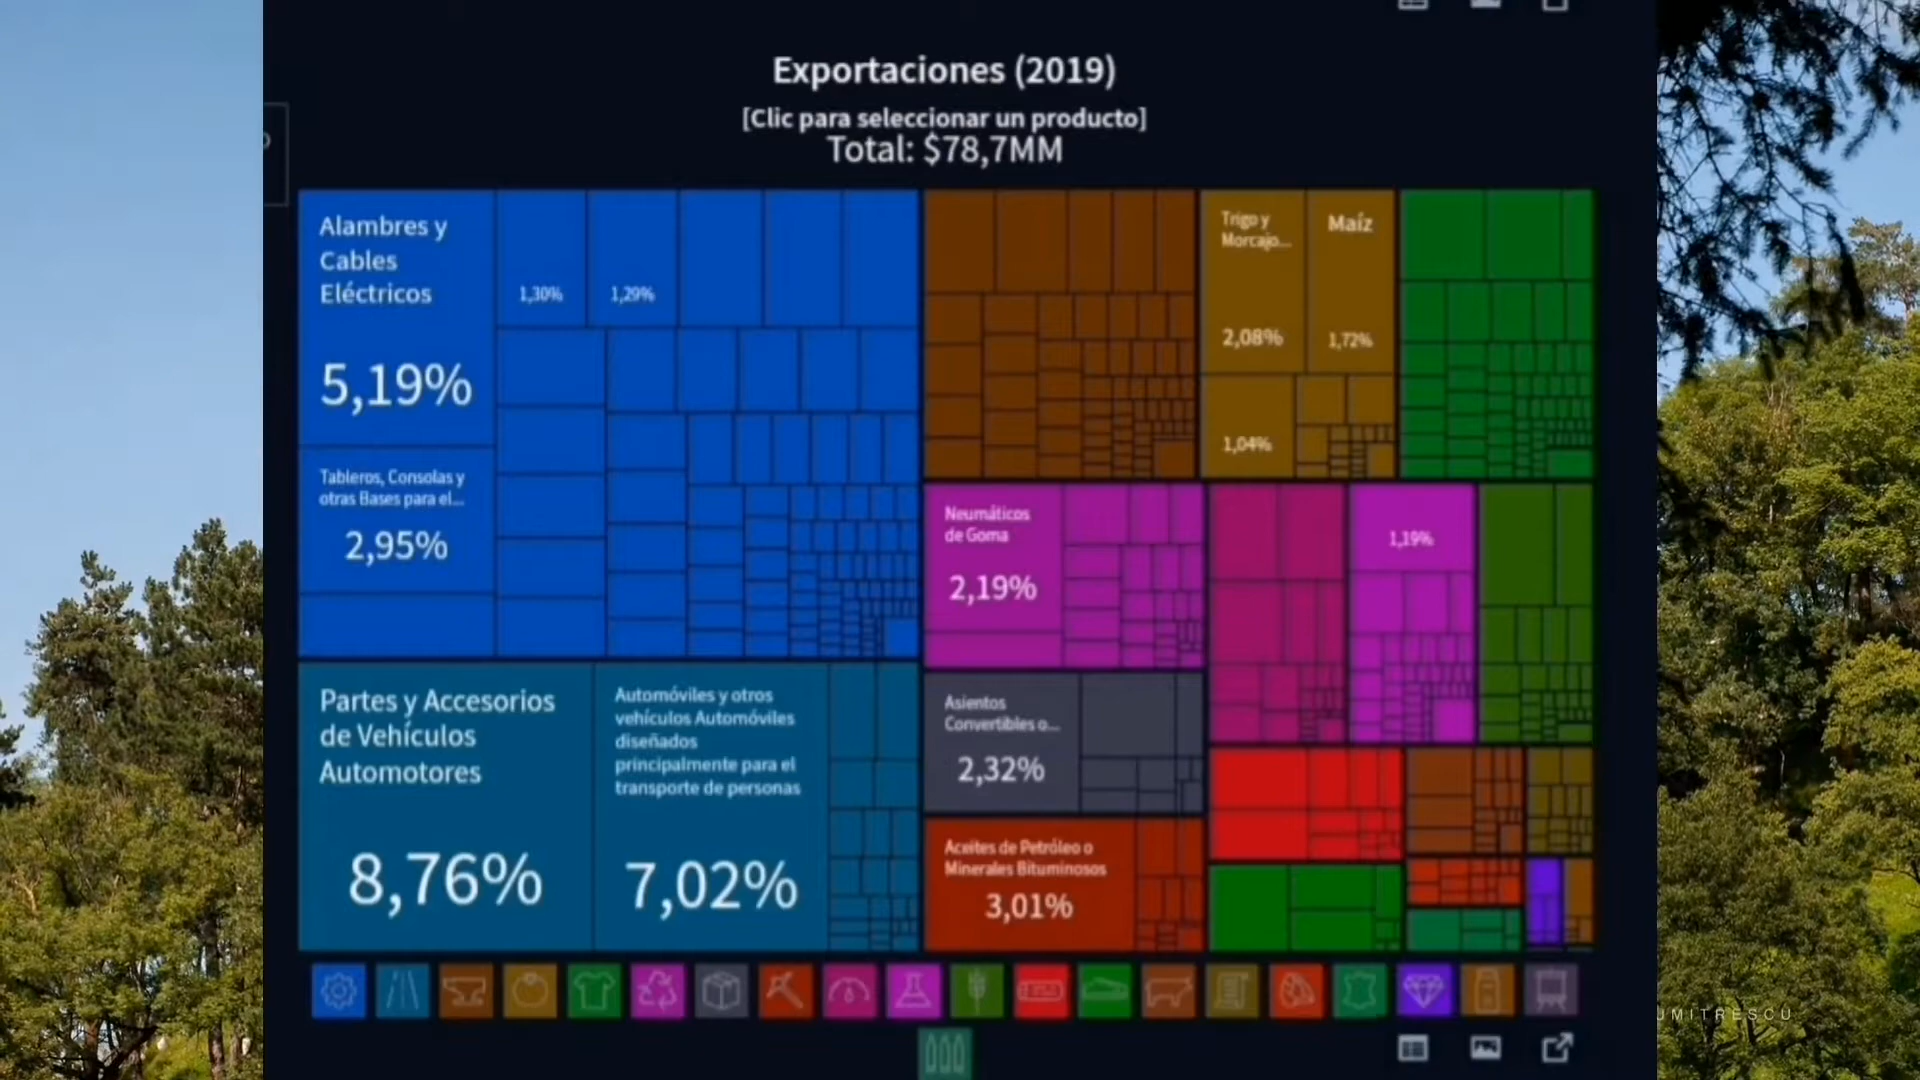 Exportaciones (2019)
[Clic para seleccionar un producto]
Total: $78,7MM
Alambres y
Cables
Eléctricos
5,19%
1,30%
1,29%
Tableros, Consolas y
otras Bases para el...
2,95%
Partes y Accesorios
de Vehículos
Automotores
8,76%
Automóviles y otros
vehículos Automóviles
diseñados
principalmente para el
transporte de personas
7,02%
Trigo y
Morcajo...
2,08%
Maíz
1,72%
1,04%
Neumáticos
de Goma
2,19%
1,19%
Asientos
Convertibles o...
2,32%
Aceites de Petróleo o
Minerales Bituminosos
3,01%
UMITRESCU